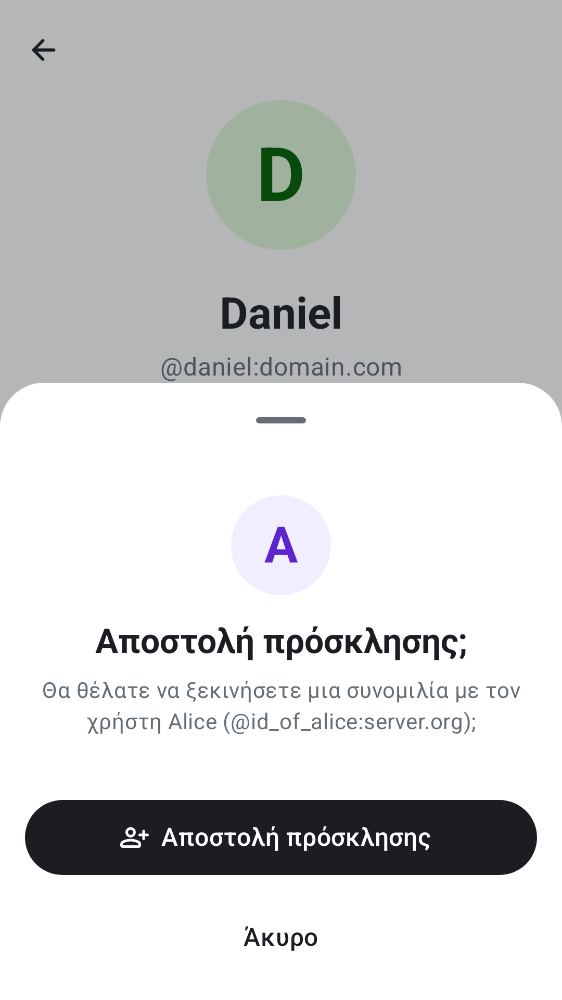 D
Daniel
@daniel:domain.com
A
Αποστολή πρόσκλησης;
Θα θέλατε να ξεκινήσετε μια συνομιλία με τον
χρήστη Alice (@id_of_alice:server.org);
Αποστολή πρόσκλησης
Άκυρο